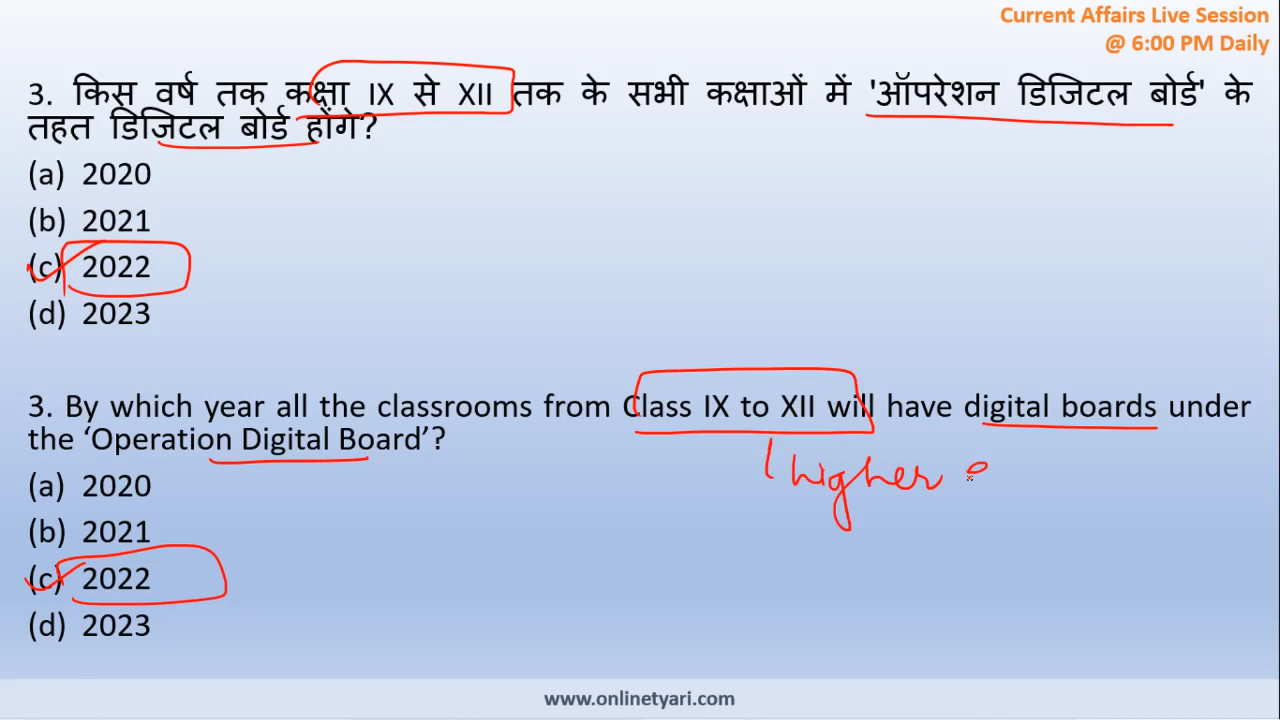 Current Affairs Live Session
@ 6:00 PM Daily
3. किस वर्ष तक कक्षा IX से XII तक के सभी कक्षाओं में 'ऑपरेशन डिजिटल बोर्ड' के
तहत डिजिटल बोर्ड होंगे?
(a) 2020
(b) 2021
(c) 2022
(d) 2023
3. By which year all the classrooms from Class IX to XII will have digital boards under
the ‘Operation Digital Board’?
higher
(a) 2020
(b) 2021
(c) 2022
(d) 2023
www.onlinetyari.com